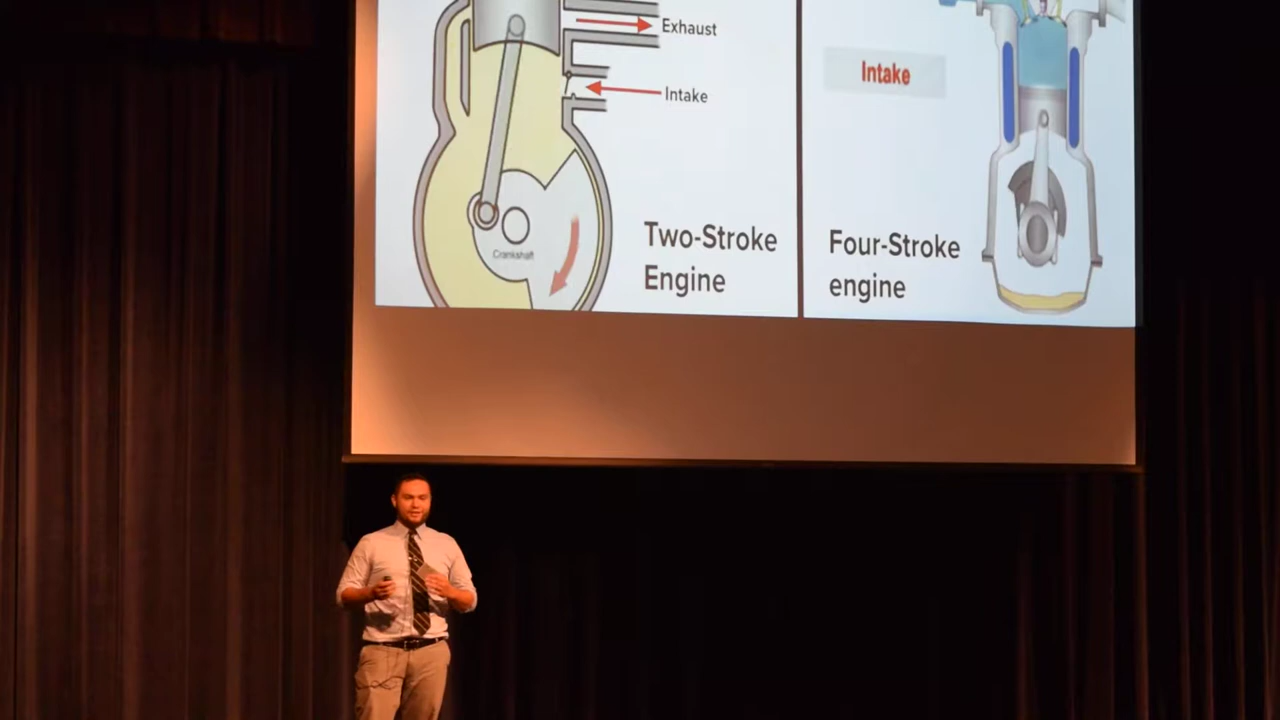 Exhaust
Intake
Crankshaft
Two-Stroke
Engine
Intake
Four-Stroke
engine